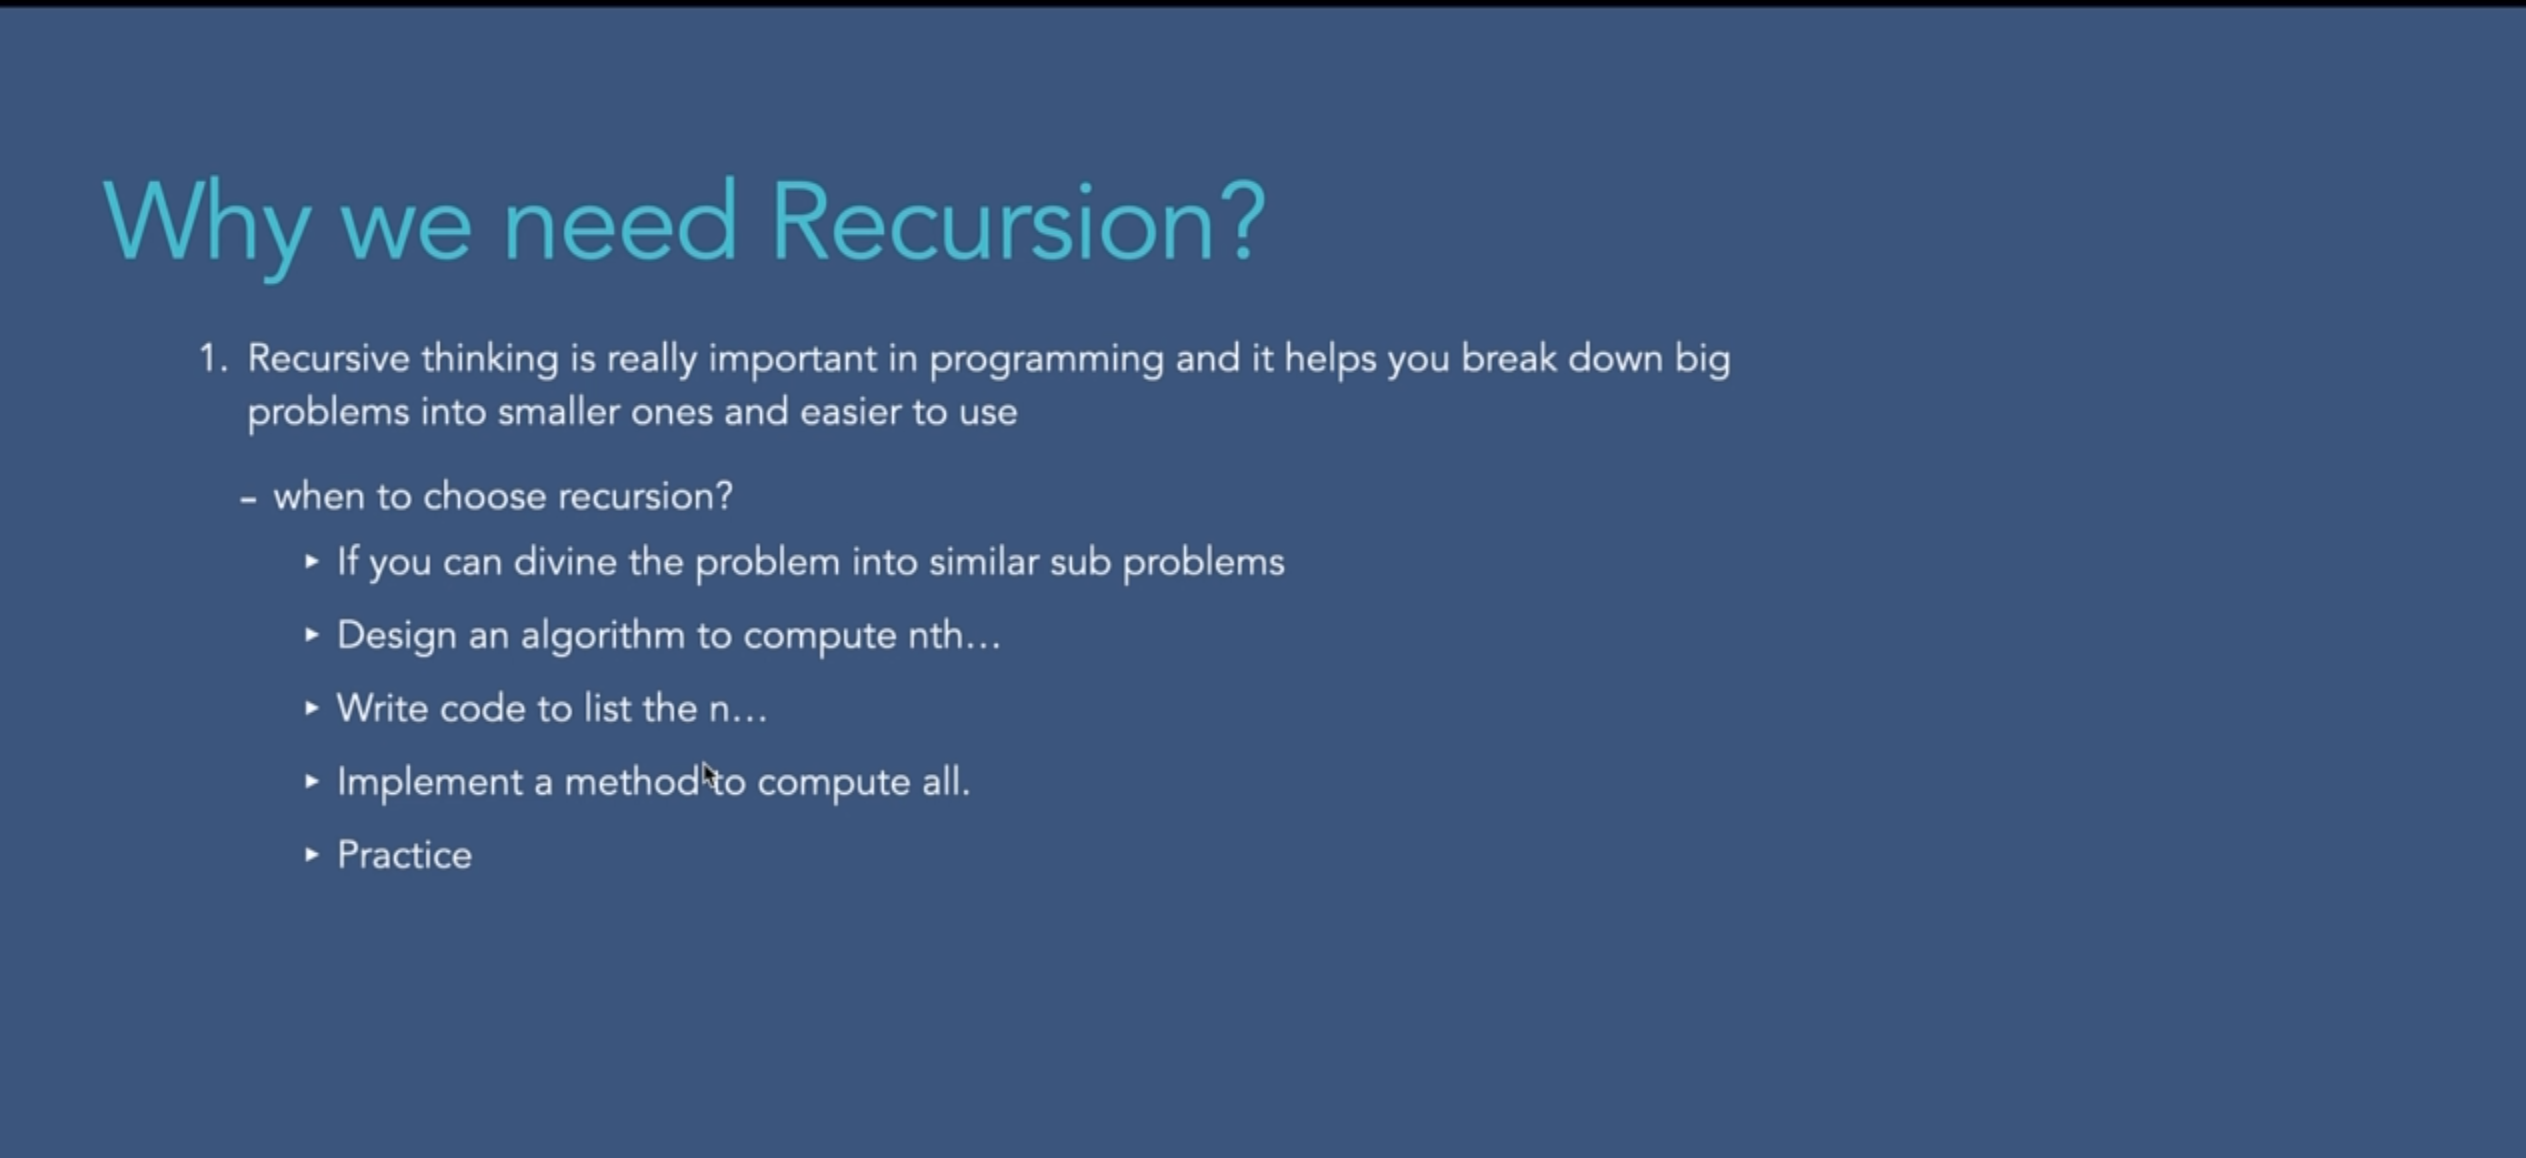 Why we need Recursion?
1. Recursive thinking is really important in programming and it helps you break down big
problems into smaller ones and easier to use
– when to choose recursion?
▸ If you can divine the problem into similar sub problems
▸ Design an algorithm to compute nth…
▸ Write code to list the n…
▸ Implement a method to compute all.
▸ Practice